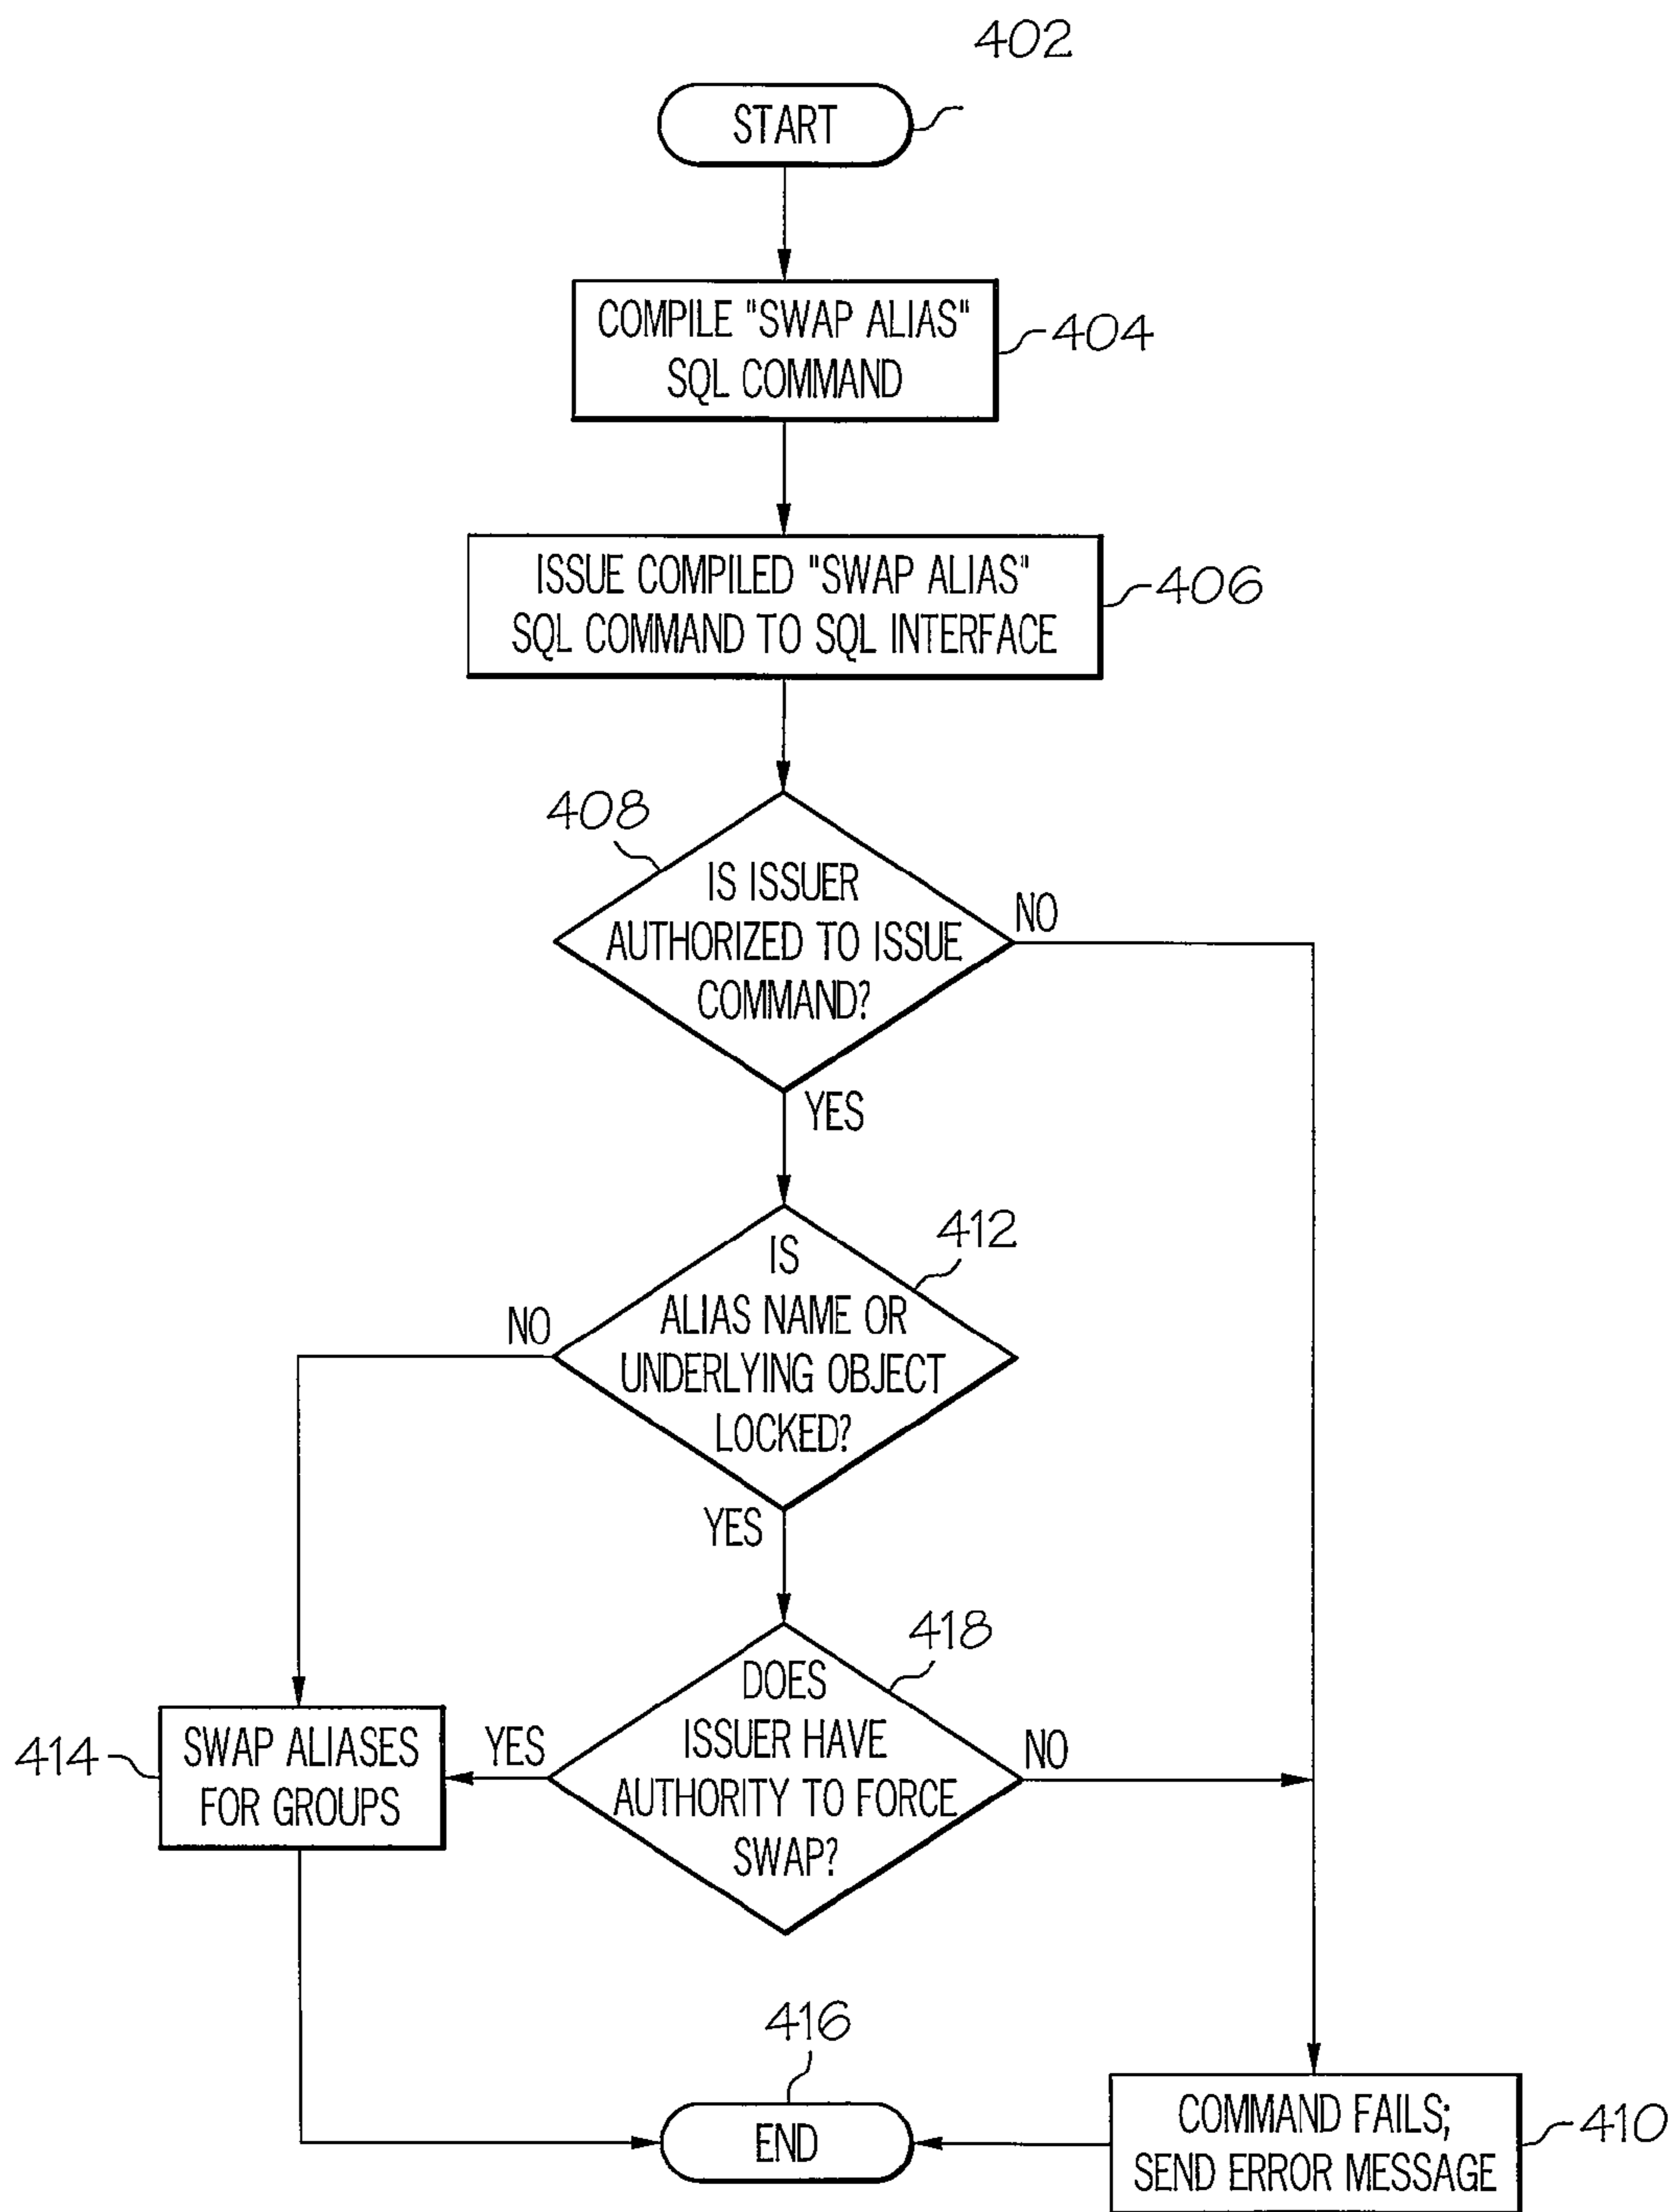 402
START
COMPILE "SWAP ALIAS"
SQL COMMAND
404
ISSUE COMPILED "SWAP ALIAS"
SQL COMMAND TO SQL INTERFACE
406
408
IS ISSUER
AUTHORIZED TO ISSUE
COMMAND?
NO
YES
412
IS
ALIAS NAME OR
UNDERLYING OBJECT
LOCKED?
NO
YES
418
DOES
ISSUER HAVE
AUTHORITY TO FORCE
SWAP?
YES
NO
414
SWAP ALIASES
FOR GROUPS
416
END
COMMAND FAILS;
SEND ERROR MESSAGE
410